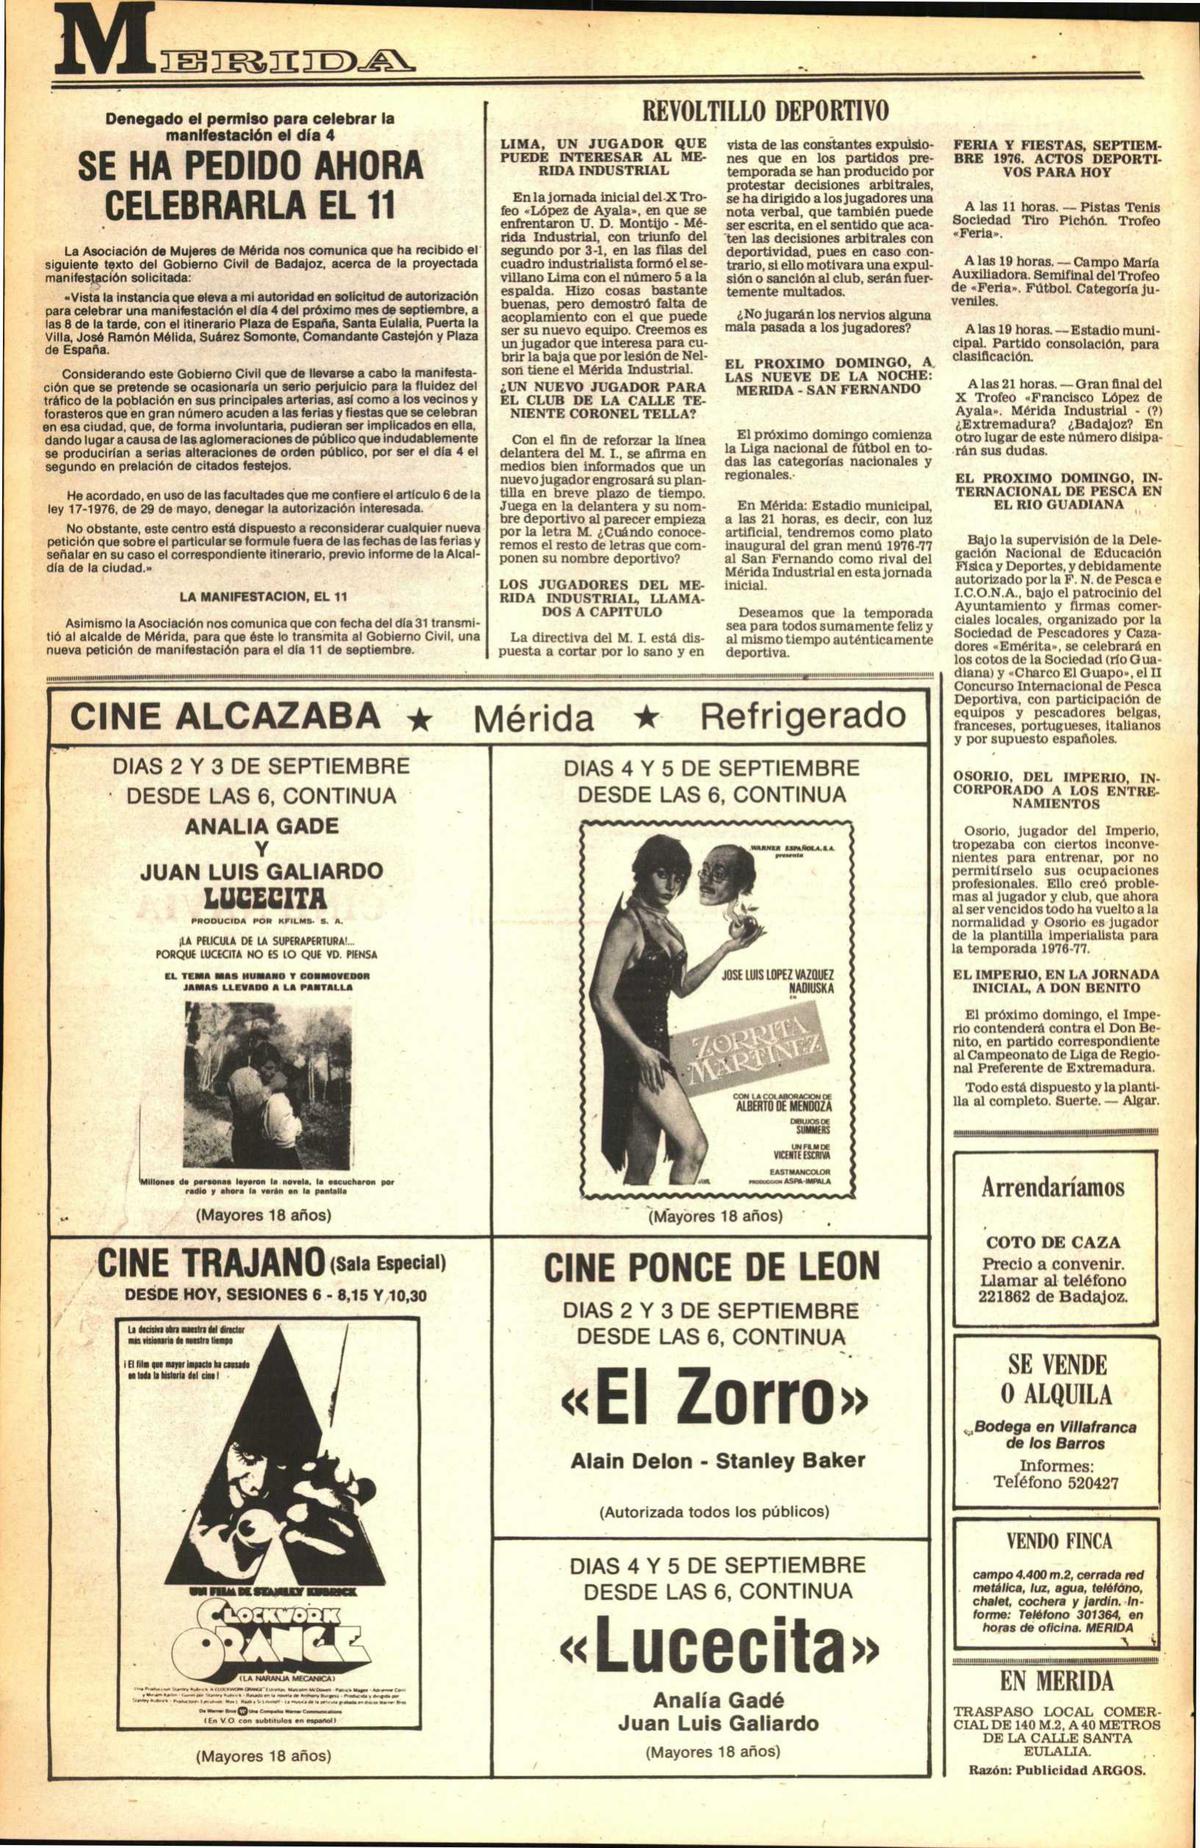 MERIDA
Denegado el permiso para celebrar la
manifestación el día 4
SE HA PEDIDO AHORA
CELEBRARLA EL 11
La Asociación de Mujeres de Mérida nos comunica que ha recibido el
siguiente texto del Gobierno Civil de Badajoz, acerca de la proyectada
manifestación solicitada:
«Vista la instancia que eleva a mi autoridad en solicitud de autorización
para celebrar una manifestación el día 4 del próximo mes de septiembre, a
las 8 de la tarde, con el itinerario Plaza de España, Santa Eulalia, Puerta la
Villa, José Ramón Mélida, Suárez Somonte, Comandante Castejón y Plaza
de España.
Considerando este Gobierno Civil que de llevarse a cabo la manifesta-
ción que se pretende se ocasionaría un serio perjuicio para la fluidez del
tráfico de la población en sus principales arterias, así como a los vecinos y
forasteros que en gran número acuden a las ferias y fiestas que se celebran
en esa ciudad, que, de forma involuntaria, pudieran ser implicados en ella,
dando lugar a causa de las aglomeraciones de público que indudablemente
se producirían a serias alteraciones de orden público, por ser el día 4 el
segundo en prelación de citados festejos.
He acordado, en uso de las facultades que me confiere el artículo 6 de la
ley 17-1976, de 29 de mayo, denegar la autorización interesada.
No obstante, este centro está dispuesto a reconsiderar cualquier nueva
petición que sobre el particular se formule fuera de las fechas de las ferias y
señalar en su caso el correspondiente itinerario, previo informe de la Alcal-
día de la ciudad.»
LA MANIFESTACION, EL 11
Asimismo la Asociación nos comunica que con fecha del día 31 transmi-
tió al alcalde de Mérida, para que éste lo transmita al Gobierno Civil, una
nueva petición de manifestación para el día 11 de septiembre.
REVOLTILLO DEPORTIVO
LIMA, UN JUGADOR QUE
PUEDE INTERESAR AL ME-
RIDA INDUSTRIAL
En la jornada inicial del X Tro-
feo «López de Ayala», en que se
enfrentaron U. D. Montijo - Mé-
rida Industrial, con triunfo del
segundo por 3-1, en las filas del
cuadro industrialista formó el se-
villano Lima con el número 5 a la
espalda. Hizo cosas bastante
buenas, pero demostró falta de
acoplamiento con el que puede
ser su nuevo equipo. Creemos es
un jugador que interesa para cu-
brir la baja que por lesión de Nel-
son tiene el Mérida Industrial.
¿UN NUEVO JUGADOR PARA
EL CLUB DE LA CALLE TE-
NIENTE CORONEL TELLA?
Con el fin de reforzar la línea
delantera del M. I., se afirma en
medios bien informados que un
nuevo jugador engrosará su plan-
tilla en breve plazo de tiempo.
Juega en la delantera y su nom-
bre deportivo al parecer empieza
por la letra M. ¿Cuándo conoce-
remos el resto de letras que com-
ponen su nombre deportivo?
LOS JUGADORES DEL ME-
RIDA INDUSTRIAL, LLAMA-
DOS A CAPITULO
La directiva del M. I. está dis-
puesta a cortar por lo sano y en
vista de las constantes expulsio-
nes que en los partidos pre-
temporada se han producido por
protestar decisiones arbitrales,
se ha dirigido a los jugadores una
nota verbal, que también puede
ser escrita, en el sentido que aca-
ten las decisiones arbitrales con
deportividad, pues en caso con-
trario, si ello motivara una expul-
sión o sanción al club, serán fuer-
temente multados.
¿No jugarán los nervios alguna
mala pasada a los jugadores?
EL PROXIMO DOMINGO, A
LAS NUEVE DE LA NOCHE:
MERIDA - SAN FERNANDO
El próximo domingo comienza
la Liga nacional de fútbol en to-
das las categorías nacionales y
regionales.
En Mérida: Estadio municipal,
a las 21 horas, es decir, con luz
artificial, tendremos como plato
inaugural del gran menú 1976-77
al San Fernando como rival del
Mérida Industrial en esta jornada
inicial.
Deseamos que la temporada
sea para todos sumamente feliz y
al mismo tiempo auténticamente
deportiva.
FERIA Y FIESTAS, SEPTIEM-
BRE 1976. ACTOS DEPORTI-
VOS PARA HOY
A las 11 horas. — Pistas Tenis
Sociedad Tiro Pichón. Trofeo
«Feria».
A las 19 horas. — Campo María
Auxiliadora. Semifinal del Trofeo
de «Feria». Fútbol. Categoría ju-
veniles.
A las 19 horas. — Estadio muni-
cipal. Partido consolación, para
clasificación.
A las 21 horas. — Gran final del
X Trofeo «Francisco López de
Ayala». Mérida Industrial - (?)
¿Extremadura? ¿Badajoz? En
otro lugar de este número disipa-
rán sus dudas.
EL PROXIMO DOMINGO, IN-
TERNACIONAL DE PESCA EN
EL RIO GUADIANA
Bajo la supervisión de la Dele-
gación Nacional de Educación
Física y Deportes, y debidamente
autorizado por la F. N. de Pesca e
I.C.O.N.A., bajo el patrocinio del
Ayuntamiento y firmas comer-
ciales locales, organizado por la
Sociedad de Pescadores y Caza-
dores «Emérita», se celebrará en
los cotos de la Sociedad (río Gua-
diana) y «Charco El Guapo», el II
Concurso Internacional de Pesca
Deportiva, con participación de
equipos y pescadores belgas,
franceses, portugueses, italianos
y por supuesto españoles.
OSORIO, DEL IMPERIO, IN-
CORPORADO A LOS ENTRE-
NAMIENTOS
Osorio, jugador del Imperio,
tropezaba con ciertos inconve-
nientes para entrenar, por no
permitírselo sus ocupaciones
profesionales. Ello creó proble-
mas al jugador y club, que ahora
al ser vencidos todo ha vuelto a la
normalidad y Osorio es jugador
de la plantilla imperialista para
la temporada 1976-77.
EL IMPERIO, EN LA JORNADA
INICIAL, A DON BENITO
El próximo domingo, el Impe-
rio contenderá contra el Don Be-
nito, en partido correspondiente
al Campeonato de Liga de Regio-
nal Preferente de Extremadura.
Todo está dispuesto y la planti-
lla al completo. Suerte. — Algar.
CINE ALCAZABA ★ Mérida ★ Refrigerado
DIAS 2 Y 3 DE SEPTIEMBRE
DESDE LAS 6, CONTINUA
ANALIA GADE
Y
JUAN LUIS GALIARDO
LUCECITA
PRODUCIDA POR KFILMS. S. A.
¡LA PELICULA DE LA SUPERAPERTURA!...
PORQUE LUCECITA NO ES LO QUE VD. PIENSA
EL TEMA MAS HUMANO Y CONMOVEDOR
JAMAS LLEVADO A LA PANTALLA
Millones de personas leyeron la novela, la escucharon por
radio y ahora la verán en la pantalla
(Mayores 18 años)
DIAS 4 Y 5 DE SEPTIEMBRE
DESDE LAS 6, CONTINUA
WARNER ESPAÑOLA, S.A.
presenta
JOSE LUIS LOPEZ VAZQUEZ
NADIUSKA
EN
ZORRITA
MARTINEZ
CON LA COLABORACION DE
ALBERTO DE MENDOZA
DIBUJOS DE
SUMMERS
UN FILM DE
VICENTE ESCRIVA
EASTMANCOLOR
PRODUCCION ASPA-IMPALA
(Mayores 18 años)
CINE TRAJANO (Sala Especial)
DESDE HOY, SESIONES 6 - 8,15 Y 10,30
La decisiva obra maestra del director
más visionario de nuestro tiempo
¡El film que mayor impacto ha causado
en toda la historia del cine!
UN FILM DE STANLEY KUBRICK
CLOCKWORK
ORANGE
(LA NARANJA MECANICA)
De Warner Bros Una Compañía Warner Communications
(En V.O. con subtítulos en español)
(Mayores 18 años)
CINE PONCE DE LEON
DIAS 2 Y 3 DE SEPTIEMBRE
DESDE LAS 6, CONTINUA
«El Zorro»
Alain Delon - Stanley Baker
(Autorizada todos los públicos)
DIAS 4 Y 5 DE SEPTIEMBRE
DESDE LAS 6, CONTINUA
«Lucecita»
Analía Gadé
Juan Luis Galiardo
(Mayores 18 años)
Arrendaríamos
COTO DE CAZA
Precio a convenir.
Llamar al teléfono
221862 de Badajoz.
SE VENDE
O ALQUILA
Bodega en Villafranca
de los Barros
Informes:
Teléfono 520427
VENDO FINCA
campo 4.400 m.2, cerrada red
metálica, luz, agua, teléfono,
chalet, cochera y jardín. In-
forme: Teléfono 301364, en
horas de oficina. MERIDA
EN MERIDA
TRASPASO LOCAL COMER-
CIAL DE 140 M.2, A 40 METROS
DE LA CALLE SANTA
EULALIA.
Razón: Publicidad ARGOS.